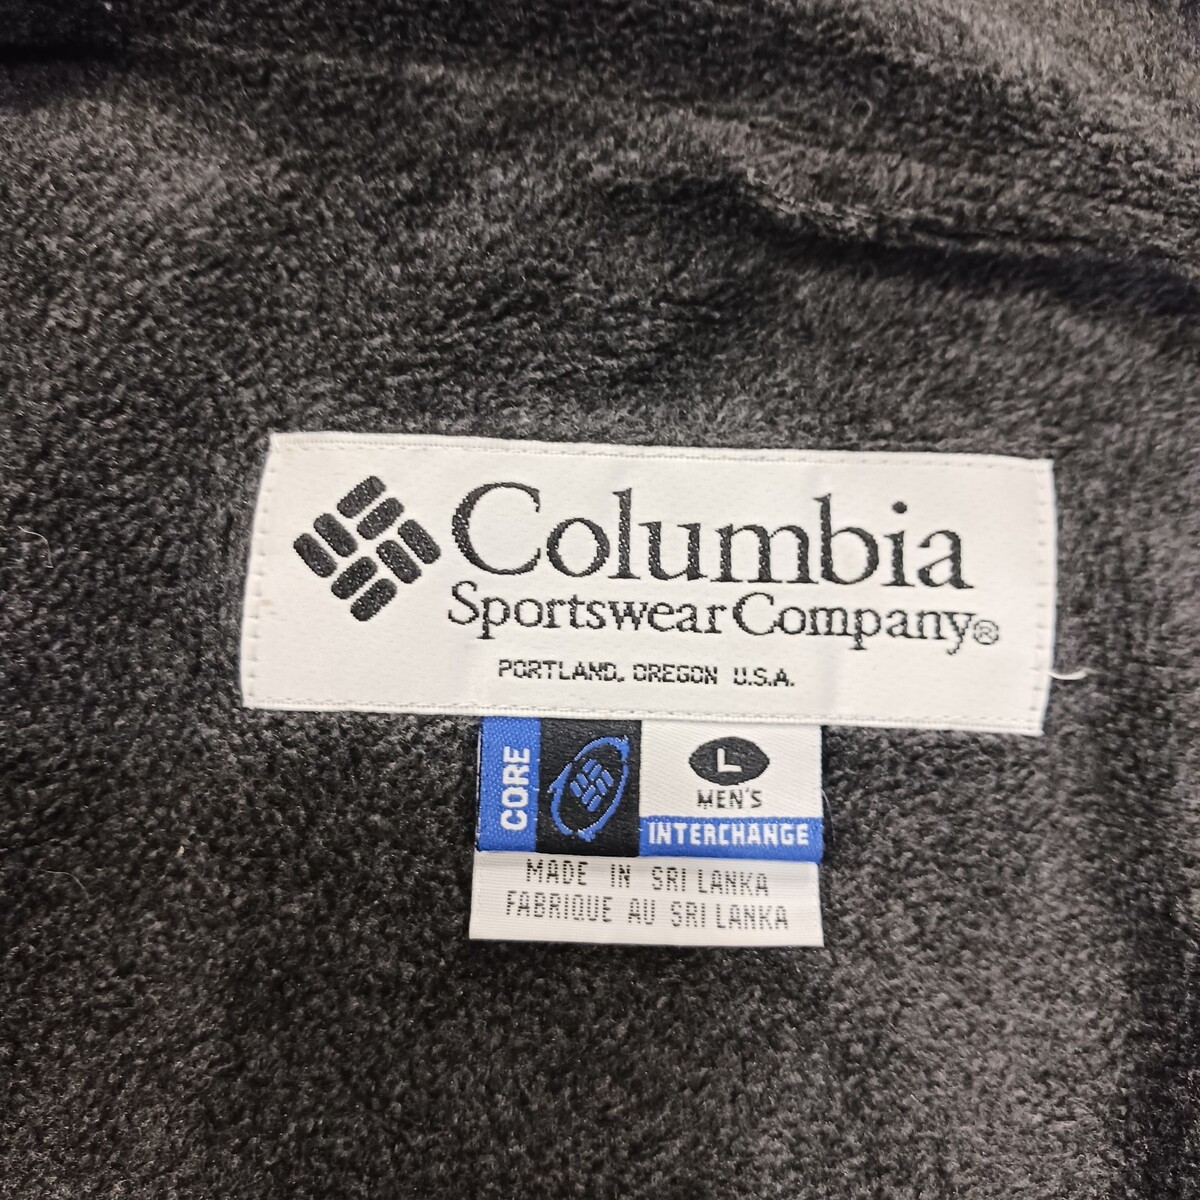 Columbia
Sportswear Company®
PORTLAND, OREGON U.S.A.
CORE
L
MEN'S
INTERCHANGE
MADE IN SRI LANKA
FABRIQUE AU SRI LANKA